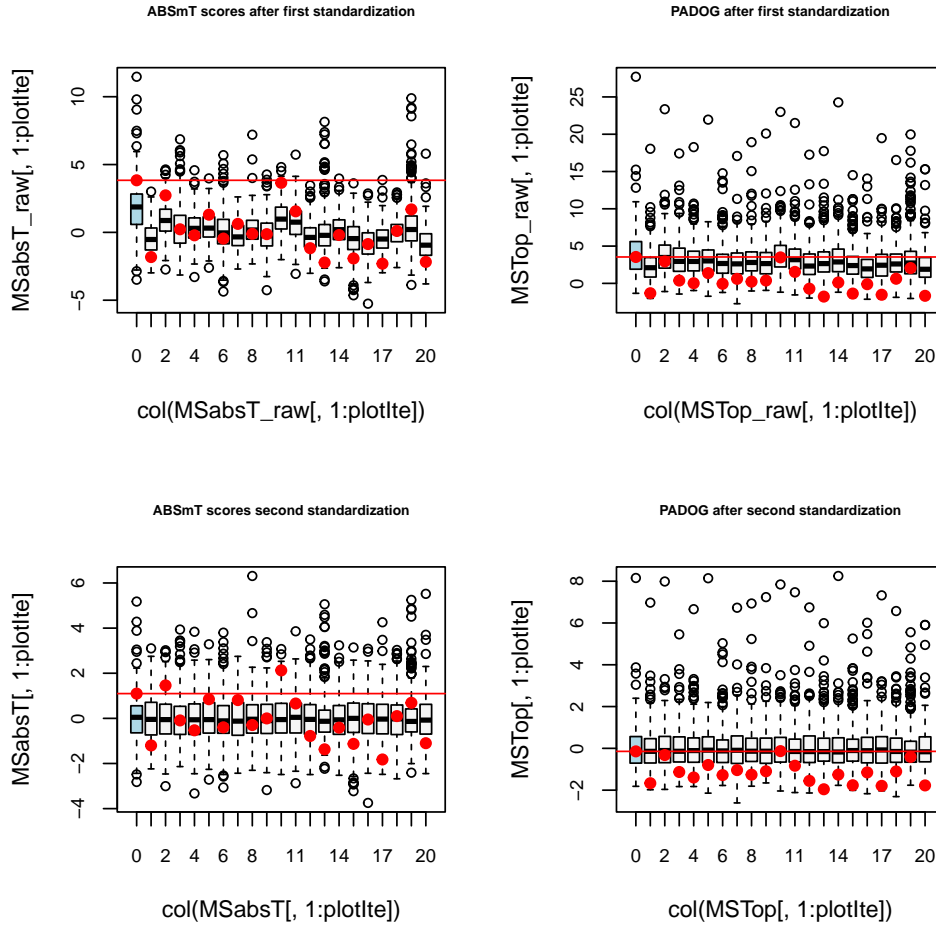 ABSmT scores after first standardization
MSabsT_raw[, 1:plotIte]
10
5
0
−5
0 2 4 6 8 11 14 17 20
col(MSabsT_raw[, 1:plotIte])
PADOG after first standardization
MSTop_raw[, 1:plotIte]
25
20
15
10
5
0
0 2 4 6 8 11 14 17 20
col(MSTop_raw[, 1:plotIte])
ABSmT scores second standardization
MSabsT[, 1:plotIte]
6
4
2
0
−2
−4
0 2 4 6 8 11 14 17 20
col(MSabsT[, 1:plotIte])
PADOG after second standardization
MSTop[, 1:plotIte]
8
6
4
2
0
−2
0 2 4 6 8 11 14 17 20
col(MSTop[, 1:plotIte])